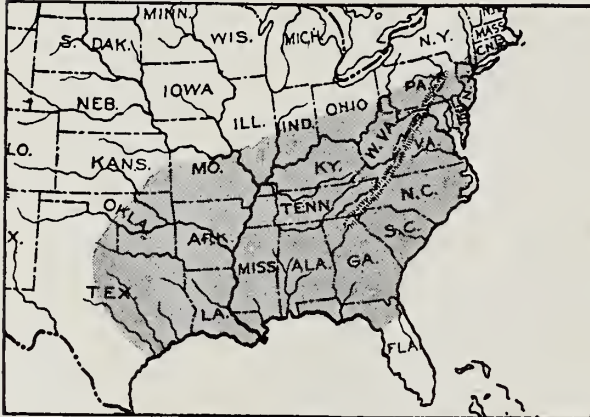 MINN.
WIS.
MICH.
N.Y.
MASS.
S. DAK.
IOWA
NEB.
ILL.
IND.
OHIO
PA.
W.VA.
VA.
KANS.
MO.
KY.
N.C.
OKLA.
TENN.
ARK.
S.C.
TEX.
LA.
MISS.
ALA.
GA.
FLA.